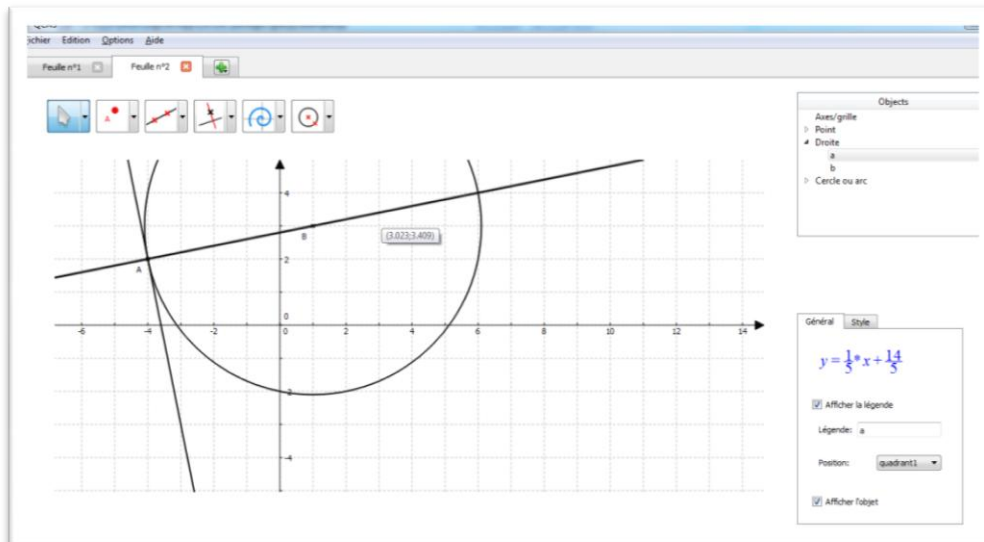 ichier Edition Options Aide
Feuille n°1
Feuille n°2
A
Objects
Axes/grille
Point
Droite
a
b
Cercle ou arc
4
B
(3.023;3.409)
2
A
0
-6 -4 -2 0 2 4 6 8 10 12 14
-2
-4
Général Style
y = 1/5 * x + 14/5
Afficher la légende
Légende: a
Position: quadrant1
Afficher l'objet